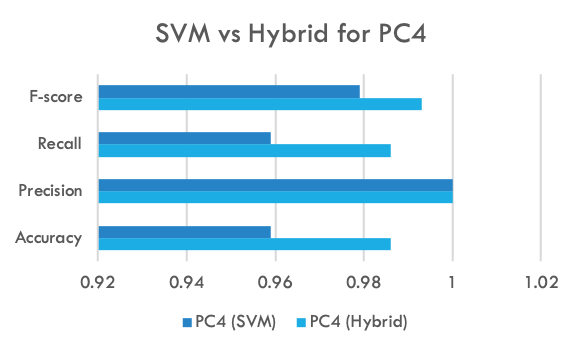 SVM vs Hybrid for PC4
F-score
Recall
Precision
Accuracy
0.92 0.94 0.96 0.98 1 1.02
PC4 (SVM) PC4 (Hybrid)